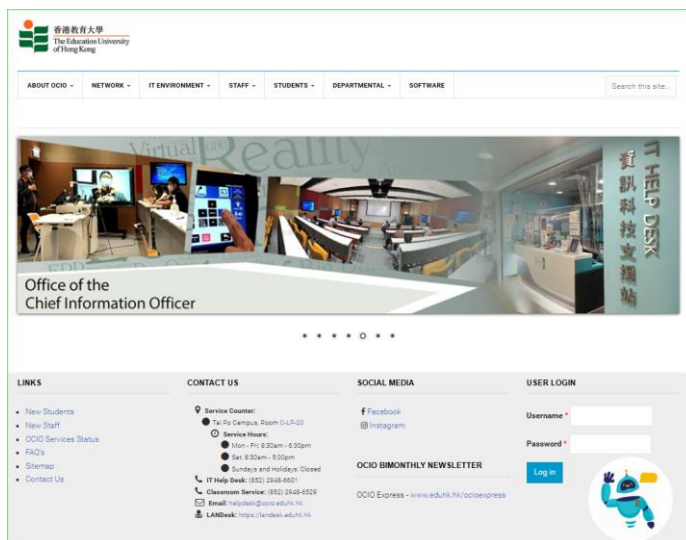 香港教育大學
The Education University
of Hong Kong
ABOUT OCIO
NETWORK
IT ENVIRONMENT
STAFF
STUDENTS
DEPARTMENTAL
SOFTWARE
Search this site...
Virtual
Reality
IT HELP DESK
資訊科技支援站
Office of the
Chief Information Officer
LINKS
New Students
New Staff
OCIO Services Status
FAQ's
Sitemap
Contact Us
CONTACT US
Service Counter:
Tai Po Campus, Room C-LP-20
Service Hours:
Mon - Fri: 8:30am - 6:30pm
Sat: 8:30am - 5:00pm
Sundays and Holidays: Closed
IT Help Desk: (852) 2948-6601
Classroom Service: (852) 2948-6529
Email: helpdesk@ocio.eduhk.hk
LANDesk: https://landesk.eduhk.hk
SOCIAL MEDIA
Facebook
Instagram
OCIO BIMONTHLY NEWSLETTER
OCIO Express - www.eduhk.hk/ocioexpress
USER LOGIN
Username *
Password *
Log in